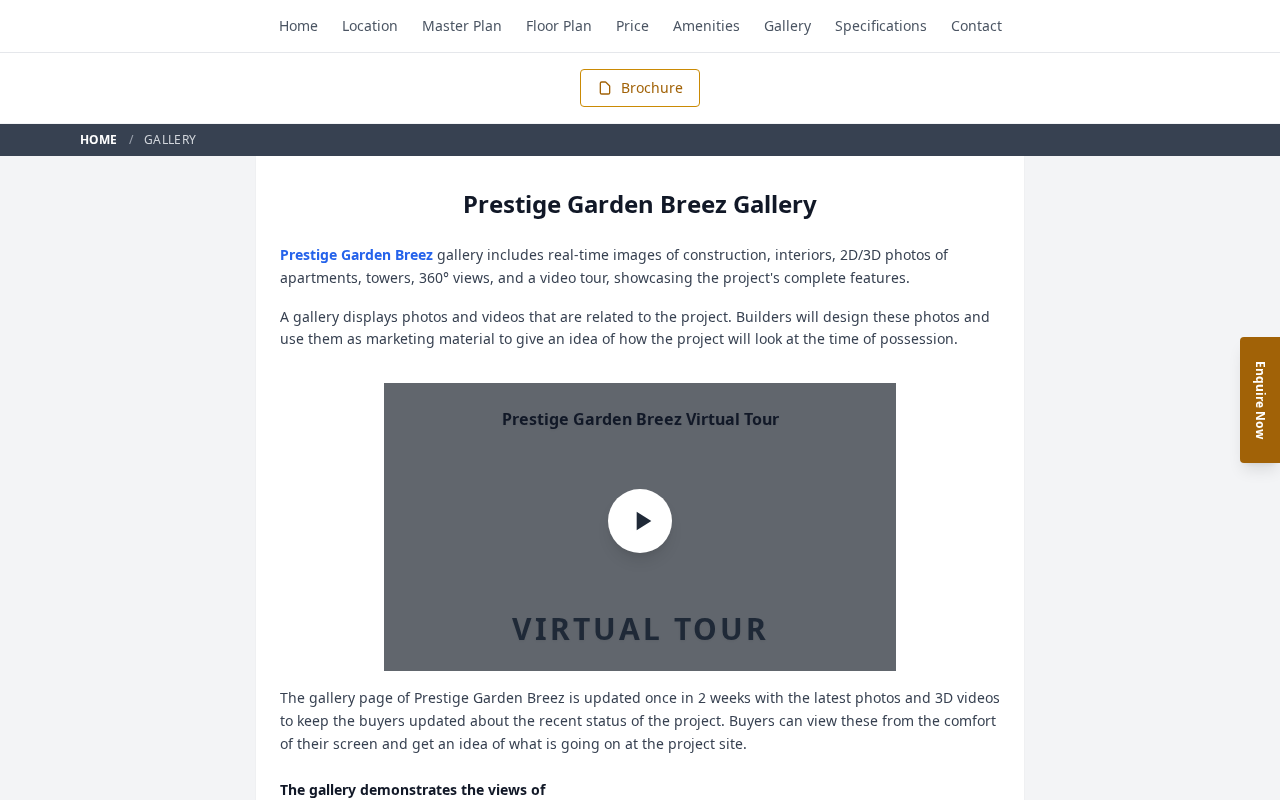 Home Location Master Plan Floor Plan Price Amenities Gallery Specifications Contact
Brochure
HOME / GALLERY
Prestige Garden Breez Gallery
Prestige Garden Breez gallery includes real-time images of construction, interiors, 2D/3D photos of
apartments, towers, 360° views, and a video tour, showcasing the project's complete features.
A gallery displays photos and videos that are related to the project. Builders will design these photos and
use them as marketing material to give an idea of how the project will look at the time of possession.
Enquire Now
Prestige Garden Breez Virtual Tour
VIRTUAL TOUR
The gallery page of Prestige Garden Breez is updated once in 2 weeks with the latest photos and 3D videos
to keep the buyers updated about the recent status of the project. Buyers can view these from the comfort
of their screen and get an idea of what is going on at the project site.
The gallery demonstrates the views of